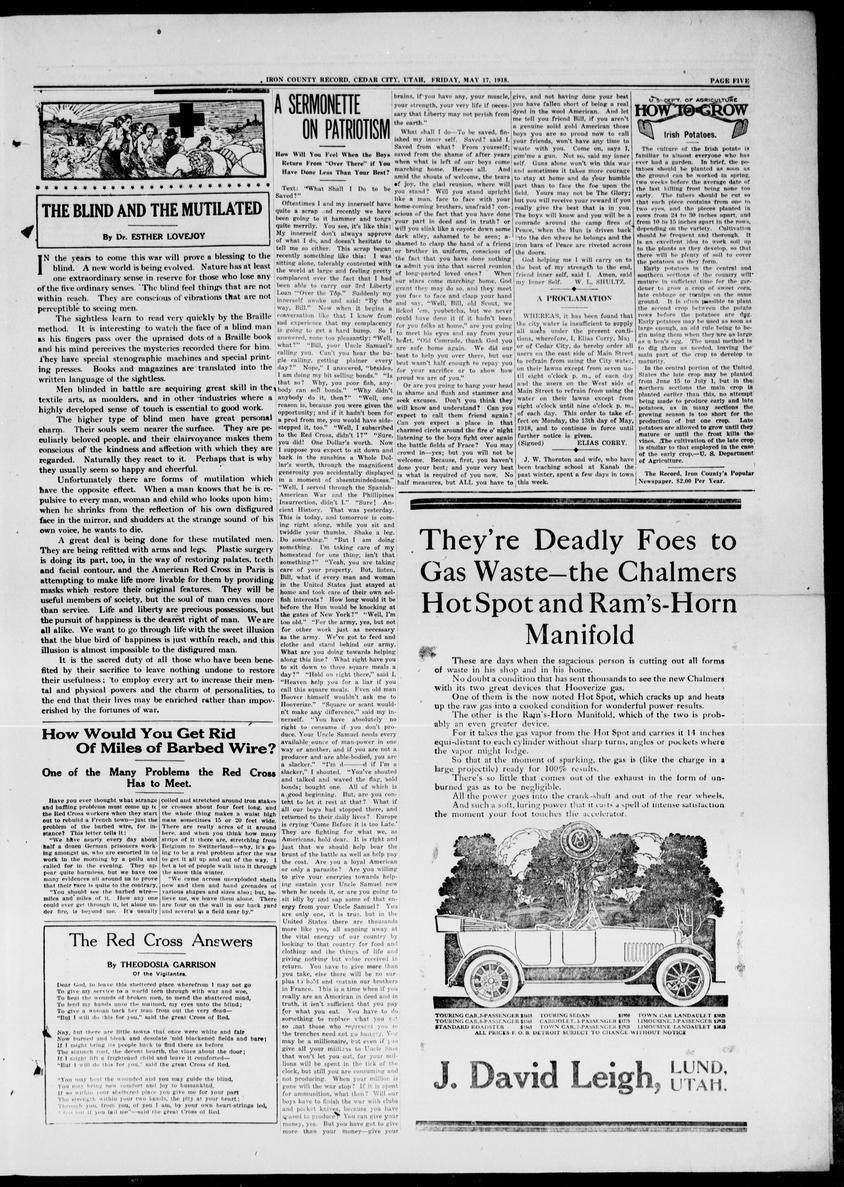 IRON COUNTY RECORD, CEDAR CITY, UTAH, FRIDAY, MAY 17, 1918.
PAGE FIVE
THE BLIND AND THE MUTILATED
By Dr. ESTHER LOVEJOY
IN the years to come this war will prove a blessing to the
blind. A new world is being evolved. Nature has at least
one extraordinary sense in reserve for those who lose any
of the five ordinary senses. The blind feel things that are not
within reach. They are conscious of vibrations that are not
perceptible to seeing men.
The sightless learn to read very quickly by the Braille
method. It is interesting to watch the face of a blind man
as his fingers pass over the upraised dots of a Braille book
and his mind perceives the mysteries recorded there for him.
They have special stenographic machines and special print-
ing presses. Books and magazines are translated into the
written language of the sightless.
Men blinded in battle are acquiring great skill in the
textile arts, as moulders, and in other industries where a
highly developed sense of touch is essential to good work.
The higher type of blind men have great personal
charm. Their souls seem nearer the surface. They are pe-
culiarly beloved people, and their clairvoyance makes them
conscious of the kindness and affection with which they are
regarded. Naturally they react to it. Perhaps that is why
they usually seem so happy and cheerful.
Unfortunately there are forms of mutilation which
have the opposite effect. When a man knows that he is re-
pulsive to every man, woman and child who looks upon him;
when he shrinks from the reflection of his own disfigured
face in the mirror, and shudders at the strange sound of his
own voice, he wants to die.
A great deal is being done for these mutilated men.
They are being refitted with arms and legs. Plastic surgery
is doing its part, too, in the way of restoring palates, teeth
and facial contour, and the American Red Cross in Paris is
attempting to make life more livable for them by providing
masks which restore their original features. They will be
useful members of society, but the soul of man craves more
than service. Life and liberty are precious possessions, but
the pursuit of happiness is the dearest right of man. We are
all alike. We want to go through life with the sweet illusion
that the blue bird of happiness is just within reach, and this
illusion is almost impossible to the disfigured man.
It is the sacred duty of all those who have been bene-
fited by their sacrifice to leave nothing undone to restore
their usefulness; to employ every art to increase their men-
tal and physical powers and the charm of personalities, to
the end that their lives may be enriched rather than impov-
erished by the fortunes of war.
How Would You Get Rid
Of Miles of Barbed Wire?
One of the Many Problems the Red Cross
Has to Meet.
Have you ever thought what strange
and baffling problems must come up to
the Red Cross workers when they start
out to rebuild a French town—just the
problem of the barbed wire, for in-
stance? This letter tells it:
"We have nearly every day about
half a dozen German prisoners work-
ing amongst us, who are escorted in to
work in the morning by a poilu and
called for in the evening. They ap-
pear quite harmless, but we have too
many evidences all around us to prove
that their race is quite to the contrary.
"You should see the barbed wire—
miles and miles of it. How any one
could ever get through it, let alone un-
der fire, is beyond me. It's usually
coiled and stretched around iron stakes
or crosses about four feet long, and
the whole thing makes a waist high
mass sometimes 15 or 20 feet wide.
There are really acres of it around
here, and when you think how many
strips of it there are, stretching from
Belgium to Switzerland—why, it's go-
ing to be a real problem after the war
to get it all up and out of the way. I
bet a lot of people walk into it through
the snow this winter.
"We came across unexploded shells
now and then and hand grenades of
various shapes and sizes also; but, be-
lieve me, we leave them alone. There
are four on the wall in our back yard
and several in a field near by."
The Red Cross Answers
By THEODOSIA GARRISON
Of the Vigilantes.
Dear God, in leave this sheltered place wherefrom I may not go
To give my service to a world torn through with war and woe,
To heal the wounds of broken men, to mend the shattered mind,
To lend my hands unto the maimed, my eyes unto the blind;
To give a woman back her man from out the very dead—
"But I will do this for you," said the great Cross of Red.
Nay, but there are little towns that once were white and fair
Now burned and bleak and desolate 'mid blackened fields and bare;
If I might bring its people back to find there as before
The staunch roof, the decent hearth, the vines about the door;
If I might lift a frightened child and leave it comforted—
"But I will do this for you," said the great Cross of Red.
"You may heal the wounded and you may guide the blind,
You may bring new comfort and joy to humankind,
If so within your sheltered place you give me for your part
The strength within your two hands, the pity at your heart;
Through you, from you, of you I am, by your own heart-strings led,
fail me"—said the great Cross of Red.
A SERMONETTE
ON PATRIOTISM
How Will You Feel When the Boys
Return From "Over There" if You
Have Done Less Than Your Best?
Text: "What Shall I Do to be
Saved?"
Oftentimes I and my innerself have
quite a scrap and recently we have
been going to it hammer and tongs
quite merrily. You see, it's like this:
My innerself don't always approve
of what I do, and doesn't hesitate to
tell me so either. This scrap began
recently something like this: I was
sitting alone, tolerably contented with
the world at large and feeling pretty
complacent over the fact that I had
been able to carry our 3rd Liberty
Loan "Over the Top." Suddenly my
innerself awoke and said: "By the
way, Bill." Now when it begins a
conversation like that I know from
sad experience that my complacency
is going to get a hard bump. So I
answered, none too pleasantly: "Well,
what?" "Bill, your Uncle Samuel's
calling you. Can't you hear the bu-
gle calling, getting plainer every
day?" "Nope," I answered, "besides,
I am doing my bit selling bonds." "Is
that so? Why, you poor fish, any-
body can sell bonds." "Why didn't
anybody do it, then?" "Well, one
reason is, because you were given the
opportunity; and if it hadn't been for
a prod from me, you would have side-
stepped it, too." "Well, I subscribed
to the Red Cross, didn't I?" "Sure,
you did! One Dollar's worth. Now
I suppose you expect to sit down and
bark in the sunshine a Whole Dol-
lar's worth, through the magnificent
generosity you accidentally displayed
in a moment of absentmindedness."
"Well, I served through the Spanish-
American War and the Phillipines
Insurrection, didn't I." "Sure! An-
cient History. That was yesterday.
This is today, and tomorrow is com-
ing right along, while you sit and
twiddle your thumbs. Shake a leg.
Do something." "But I am doing
something. I'm taking care of my
homestead for one thing, isn't that
something?" "Yeah, you are taking
care of your property. But, listen,
Bill, what if every man and woman
in the United States just stayed at
home and took care of their own sel-
fish interests? How long would it be
before the Hun would be knocking at
the gates of New York?" "Well, I'm
too old." "For the army, yes, but not
for other work just as necessary
as the army. We've got to feed and
clothe and stand behind our army.
What are you doing towards helping
along this line? What right have you
to sit down to three square meals a
day?" "Hold on right there," said I,
"Heaven help you for a liar if you
call this square meals. Even old man
Hoover himself wouldn't ask me to
Hooverize." "Square or scant would-
n't make any difference," said my in-
nerself. "You have absolutely no
right to consume if you don't pro-
duce. Your Uncle Samuel needs every
available ounce of man-power in one
way or another, and if you are not a
producer and are able-bodied, you are
a slacker." "I'm d——d if I'm a
slacker," I shouted. "You've shouted
and talked and waved the flag, sold
bonds; bought one. All of which is
a good beginning. But, are you con-
tent to let it rest at that? What if
all our boys had stopped there, and
returned to their daily lives? Europe
is crying 'Come Before it is too late.'
They are fighting for what we, as
Americans, hold dear. It is right and
just that we should help bear the
brunt of the battle as well as help pay
the cost. Are you a loyal American
or only a parasite? Are you willing
to give your energies towards help-
ing sustain your Uncle Samuel now
when he needs it, or are you going to
sit idly by and sap some of that en-
ergy from your Uncle Samuel? You
are only one, it is true, but in the
United States there are thousands
more like you, all sapping away at
the vital energy of our country by
looking to that country for food and
clothing and the things of life and
giving nothing but value received in
return. You have to give more than
you take, else there will be no sur-
plus to hold and sustain our brothers
in France. This is a time when if you
really are an American in deed and in
truth, it isn't sufficient that you pay
for what you eat. You have to do
something to replace what you eat
so that those who represent you in
the trenches need not go hungry. You
may be a millionaire, but even if you
give all your millions to Uncle Sam
that won't let you out, for your mil-
lions will be spent in the tick of the
clock, but still you are consuming and
not producing. When your million is
gone will the war stop? If it is spent
for ammunition, what then? Will our
boys have to finish the war with clubs
and pocket knives, because you have
ceased to produce? You can give your
money, yes. But you have got to give
more than your money—give your
brains, if you have any, your muscle,
your strength, your very life if neces-
sary that Liberty may not perish from
the earth."
What shall I do—To be saved, fin-
ished my inner self. Saved? said I.
Saved from what? From yourself;
saved from the shame of after years
when what is left of our boys come
marching home. Heroes all. And
amid the shouts of welcome, the tears
of joy, the glad reunion, where will
you stand? Will you stand upright
like a man, face to face with your
home-coming brothers, unafraid? con-
scious of the fact that you have done
your part in deed and in truth? or
will you slink like a coyote down some
dark alley, ashamed to be seen; a-
shamed to clasp the hand of a friend
or brother in uniform, conscious of
the fact that you have done nothing
to admit you into that sacred reunion
of long-parted loved ones? When
our stars come marching home, God
grant they may do so, and they meet
you face to face and clasp your hand
and say, "Well, Bill, old Scout, we
licked 'em, youbetcha, but we never
could have done it if it hadn't been
for you folks at home," are you going
to meet his eyes and say from your
heart, "Old Comrade, thank God you
are safe home again. We did our
best to help you over there, but our
best wasn't half enough to repay you
for your sacrifice or to show how
proud we are of you."
Or are you going to hang your head
in shame and flush and stammer and
seek excuses. Don't you think they
will know and understand? Can you
expect to call them friend again?
Can you expect a place in that
charmed circle around the fire o' night
listening to the boys fight over again
the battle fields of France? You may
crowd in—yes; but you will not be
welcome. Because, first, you haven't
done your best; and your very best
is what is required of you now. No
half measures, but ALL you have to
give, and not having done your best
you have fallen short of being a real
dyed in the wool American. And let
me tell you friend Bill, if you aren't
a genuine solid gold American those
boys you are so proud now to call
your friends, won't have any time to
waste with you. Come on, says I,
gim'me a gun. Not so, said my inner
self. Guns alone won't win this war
and sometimes it takes more courage
to stay at home and do your humble
part than to face the foe upon the
field. Yours may not be The Glory;
but you will receive your reward if you
really give the best that is in you.
The boys will know and you will be a
comrade around the camp fires of
Peace, when the Hun is driven back
into the den where he belongs and the
iron bars of Peace are riveted across
the doors.
God helping me I will carry on to
the best of my strength to the end,
friend inner self, said I. Amen, said
my Inner Self. W. L. SHULTZ.
A PROCLAMATION
WHEREAS, it has been found that
the city water is insufficient to supply
all users under the present condi-
tions, wherefore, I, Elias Corry, May-
or of Cedar City, do hereby order all
users on the east side of Main Street
to refrain from using the City water,
on their lawns except from seven un-
til eight o'clock p. m., of each day
and the users on the West side of
Main Street to refrain from using the
water on their lawns except from
eight o'clock until nine o'clock p. m.,
of each day. This order to take ef-
fect on Monday, the 13th day of May,
1918, and to continue in force until
further notice is given.
(Signed) ELIAS CORRY.
J. W. Thornton and wife, who have
been teaching school at Kanab the
past winter, spent a few days in town
this week.
U.S. DEPT. OF AGRICULTURE
HOW TO GROW
Irish Potatoes.
The culture of the Irish potato is
familiar to almost everyone who has
ever had a garden. In brief, the po-
tatoes should be planted as soon as
the ground can be worked in spring,
two weeks before the average date of
the last killing frost being none too
early. The tubers should be cut so
that each piece contains from one to
two eyes, and the pieces planted in
rows from 24 to 30 inches apart, and
from 10 to 15 inches apart in the rows,
depending on the variety. Cultivation
should be frequent and thorough. It
is an excellent idea to work soil up
to the plants as they develop, so that
there will be plenty of soil to cover
the potatoes as they form.
Early potatoes in the central and
southern sections of the country will
mature in sufficient time for the gar-
dener to grow a crop of sweet corn,
late cabbage or turnips on the same
ground. It is often possible to plant
the second crop between the potato
rows before the potatoes are dug.
Early potatoes may be used as soon as
large enough, an old rule being to be-
gin using them when they are as large
as a hen's egg. The usual method is
to dig them as needed, leaving the
main part of the crop to develop to
maturity.
In the central portion of the United
States the late crop may be planted
from June 15 to July 1, but in the
northern sections the main crop is
planted earlier than this, no attempt
being made to produce early and late
potatoes, as in many sections the
growing season is too short for the
production of but one crop. Late
potatoes are allowed to grow until they
mature or until the frost kills the
vines. The cultivation of the late crop
is similar to that employed in the case
of the early crop.—U. S. Department
of Agriculture.
The Record, Iron County's Popular
Newspaper. $2.00 Per Year.
They're Deadly Foes to
Gas Waste—the Chalmers
Hot Spot and Ram's-Horn
Manifold
These are days when the sagacious person is cutting out all forms
of waste in his shop and in his home.
No doubt a condition that has sent thousands to see the new Chalmers
with its two great devices that Hooverize gas.
One of them is the now noted Hot Spot, which cracks up and heats
up the raw gas into a cooked condition for wonderful power results.
The other is the Ram's-Horn Manifold, which of the two is prob-
ably an even greater device.
For it takes the gas vapor from the Hot Spot and carries it 14 inches
equi-distant to each cylinder without sharp turns, angles or pockets where
the vapor might lodge.
So that at the moment of sparking, the gas is (like the charge in a
large projectile) ready for 100% results.
There's so little that comes out of the exhaust in the form of un-
burned gas as to be negligible.
All the power goes into the crank-shaft and out of the rear wheels.
And such a soft, luring power that it casts a spell of intense satisfaction
the moment your foot touches the accelerator.
TOURING CAR, 7-PASSENGER
TOURING SEDAN
TOWN CAR LANDAULET
TOURING CAR, 5-PASSENGER
CABRIOLET, 3-PASSENGER
LIMOUSINE, 7-PASSENGER
STANDARD ROADSTER
TOWN CAR, 7-PASSENGER
LIMOUSINE LANDAULET
ALL PRICES F. O. B. DETROIT SUBJECT TO CHANGE WITHOUT NOTICE
J. David Leigh, LUND,
UTAH.